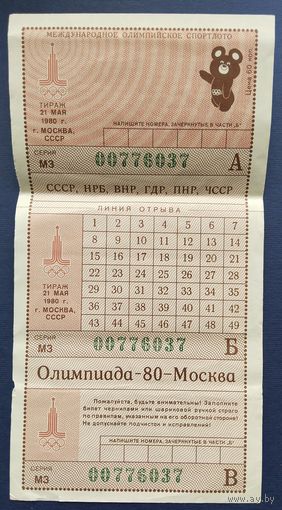 МЕЖДУНАРОДНОЕ ОЛИМПИЙСКОЕ СПОРТЛОТО
Цена 60 коп.
ТИРАЖ
21 МАЯ
1980 г.
г. МОСКВА,
СССР
НАПИШИТЕ НОМЕРА, ЗАЧЕРКНУТЫЕ В ЧАСТИ „Б“
СЕРИЯ
МЗ 00776037 А
СССР, НРБ, ВНР, ГДР, ПНР, ЧССР
ЛИНИЯ ОТРЫВА
1 2 3 4 5 6 7
8 9 10 11 12 13 14
15 16 17 18 19 20 21
22 23 24 25 26 27 28
29 30 31 32 33 34 35
36 37 38 39 40 41 42
43 44 45 46 47 48 49
ТИРАЖ
21 МАЯ
1980 г.
г. МОСКВА,
СССР
СЕРИЯ
МЗ 00776037 Б
Олимпиада-80-Москва
Пожалуйста, будьте внимательны! Заполните
билет чернилами или шариковой ручкой строго
по правилам, указанным на его оборотной стороне!
Не допускайте подчисток и исправлений!
НАПИШИТЕ НОМЕРА, ЗАЧЕРКНУТЫЕ В ЧАСТИ „Б“
СЕРИЯ
МЗ 00776037 В
av.by